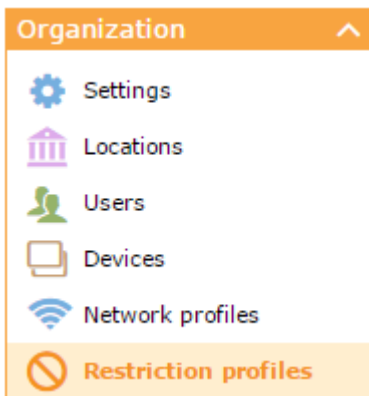 Organization
Settings
Locations
Users
Devices
Network profiles
Restriction profiles